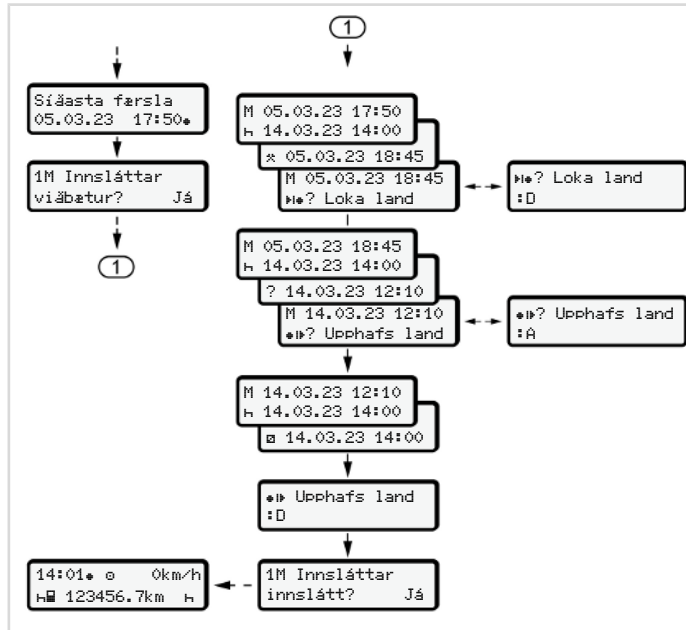 1
Síðasta færsla
05.03.23 17:50
1M Innsláttar
viðbætur? Já
1
M 05.03.23 17:50
14.03.23 14:00
05.03.23 18:45
M 05.03.23 18:45
? Loka land
? Loka land
:D
M 05.03.23 18:45
14.03.23 14:00
? 14.03.23 12:10
M 14.03.23 12:10
? Upphafs land
? Upphafs land
:A
M 14.03.23 12:10
14.03.23 14:00
14.03.23 14:00
Upphafs land
:D
1M Innsláttar
innslátt? Já
14:01 0km/h
123456.7km